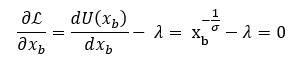 ∂ℒ/∂x_b = dU(x_b)/dx_b − λ = x_b^(−1/σ) − λ = 0